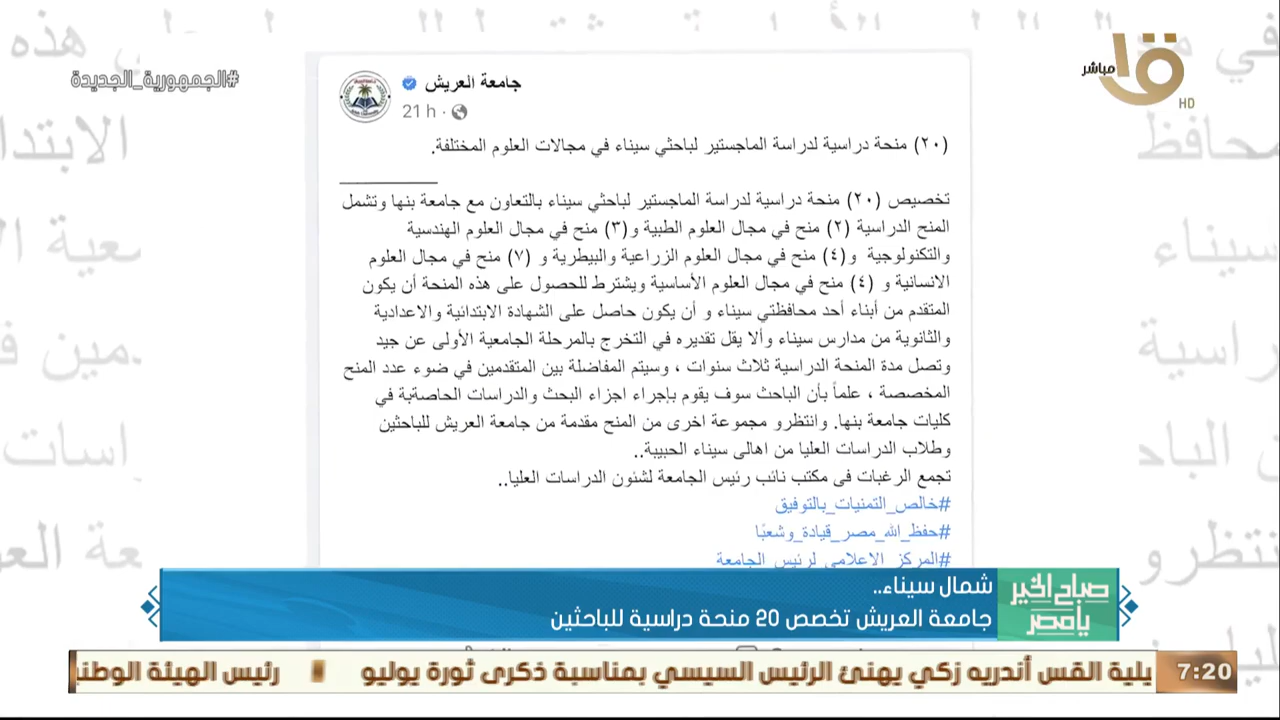 #الجمهورية_الجديدة
مباشر
HD
جامعة العريش
21 h
(٢٠) منحة دراسية لدراسة الماجستير لباحثي سيناء في مجالات العلوم المختلفة.
تخصيص (٢٠) منحة دراسية لدراسة الماجستير لباحثي سيناء بالتعاون مع جامعة بنها وتشمل
المنح الدراسية (٢) منح في مجال العلوم الطبية و(٣) منح في مجال العلوم الهندسية
والتكنولوجية و(٤) منح في مجال العلوم الزراعية والبيطرية و (٧) منح في مجال العلوم
الانسانية و (٤) منح في مجال العلوم الأساسية ويشترط للحصول على هذه المنحة أن يكون
المتقدم من أبناء أحد محافظتي سيناء و أن يكون حاصل على الشهادة الابتدائية والاعدادية
والثانوية من مدارس سيناء وألا يقل تقديره في التخرج بالمرحلة الجامعية الأولى عن جيد
وتصل مدة المنحة الدراسية ثلاث سنوات ، وسيتم المفاضلة بين المتقدمين في ضوء عدد المنح
المخصصة ، علماً بأن الباحث سوف يقوم بإجراء اجزاء البحث والدراسات الخاصةبة في
كليات جامعة بنها. وانتظرو مجموعة اخرى من المنح مقدمة من جامعة العريش للباحثين
وطلاب الدراسات العليا من اهالى سيناء الحبيبة..
تجمع الرغبات فى مكتب نائب رئيس الجامعة لشئون الدراسات العليا..
#خالص_التمنيات_بالتوفيق
#حفظ_الله_مصر_قيادة_وشعبًا
#المركز_الاعلامي_لرئيس_الجامعة
صباح الخير
يا مصر
شمال سيناء..
جامعة العريش تخصص 20 منحة دراسية للباحثين
7:20
يلية القس أندريه زكي يهنئ الرئيس السيسي بمناسبة ذكرى ثورة يوليو
رئيس الهيئة الوطني